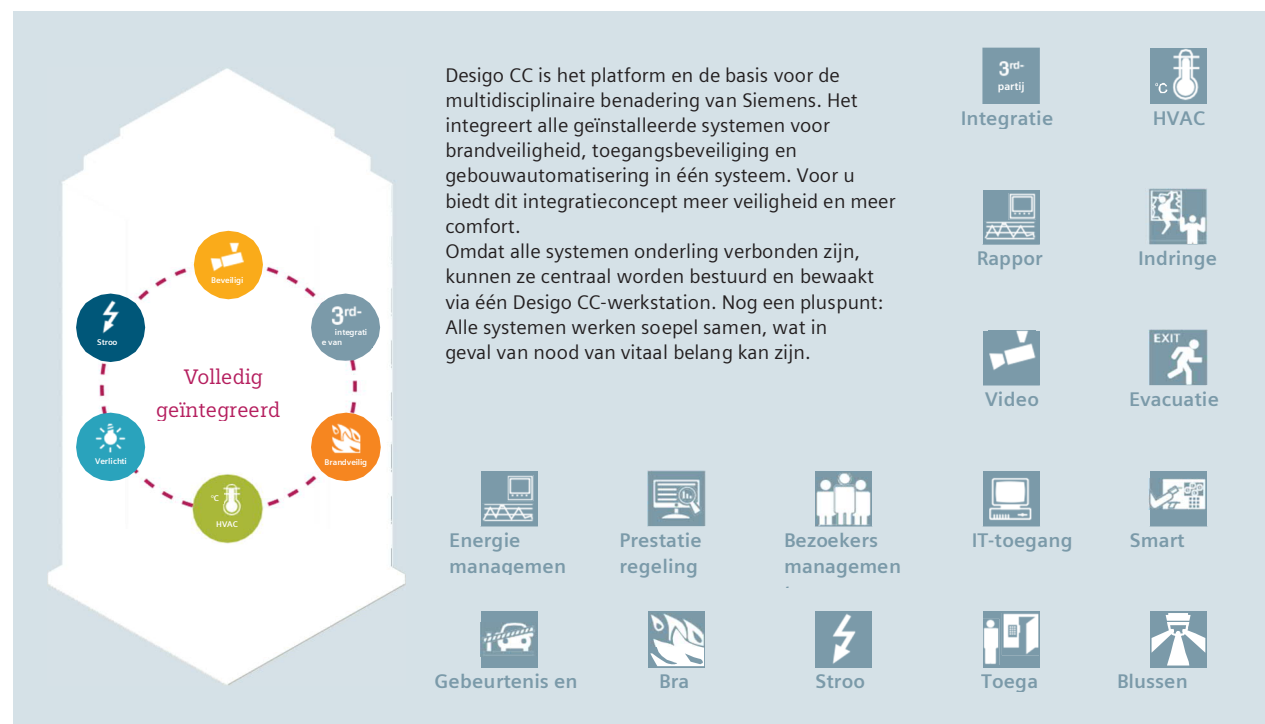 Desigo CC is het platform en de basis voor de
multidisciplinaire benadering van Siemens. Het
integreert alle geïnstalleerde systemen voor
brandveiligheid, toegangsbeveiliging en
gebouwautomatisering in één systeem. Voor u
biedt dit integratieconcept meer veiligheid en meer
comfort.
Omdat alle systemen onderling verbonden zijn,
kunnen ze centraal worden bestuurd en bewaakt
via één Desigo CC-werkstation. Nog een pluspunt:
Alle systemen werken soepel samen, wat in
geval van nood van vitaal belang kan zijn.
Beveiligi
Stroo
3rd-
integrati
e van
Volledig
geïntegreerd
Verlichti
Brandveilig
°C
HVAC
3rd-
partij
Integratie
°C
HVAC
Rappor
Indringe
Video
EXIT
Evacuatie
Energie
managemen
Prestatie
regeling
Bezoekers
managemen
IT-toegang
Smart
Gebeurtenis en
Bra
Stroo
Toega
Blussen